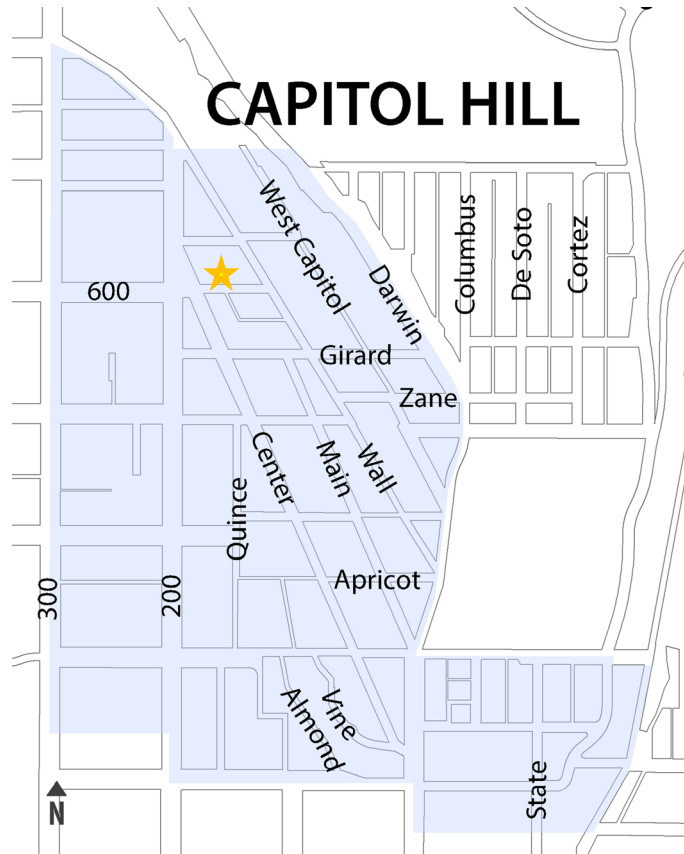 CAPITOL HILL
West Capitol
Darwin
Columbus
De Soto
Cortez
600
Girard
Zane
Center
Main
Wall
Quince
Apricot
300
200
Almond
Vine
State
N